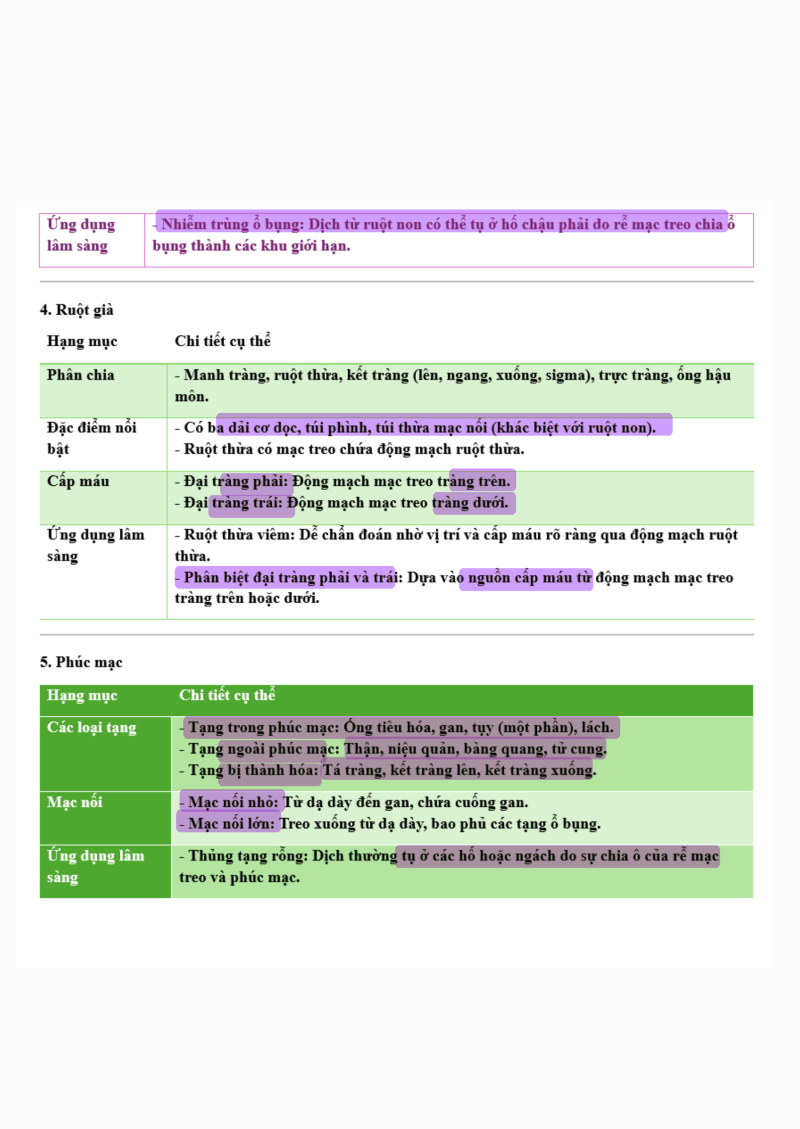 Ứng dụng
lâm sàng
- Nhiễm trùng ổ bụng: Dịch từ ruột non có thể tụ ở hố chậu phải do rễ mạc treo chia ổ
bụng thành các khu giới hạn.
4. Ruột già
Hạng mục
Chi tiết cụ thể
Phân chia
- Manh tràng, ruột thừa, kết tràng (lên, ngang, xuống, sigma), trực tràng, ống hậu
môn.
Đặc điểm nổi
bật
- Có ba dải cơ dọc, túi phình, túi thừa mạc nối (khác biệt với ruột non).
- Ruột thừa có mạc treo chứa động mạch ruột thừa.
Cấp máu
- Đại tràng phải: Động mạch mạc treo tràng trên.
- Đại tràng trái: Động mạch mạc treo tràng dưới.
Ứng dụng lâm
sàng
- Ruột thừa viêm: Dễ chẩn đoán nhờ vị trí và cấp máu rõ ràng qua động mạch ruột
thừa.
- Phân biệt đại tràng phải và trái: Dựa vào nguồn cấp máu từ động mạch mạc treo
tràng trên hoặc dưới.
5. Phúc mạc
Hạng mục
Chi tiết cụ thể
Các loại tạng
- Tạng trong phúc mạc: Ống tiêu hóa, gan, tụy (một phần), lách.
- Tạng ngoài phúc mạc: Thận, niệu quản, bàng quang, tử cung.
- Tạng bị thành hóa: Tá tràng, kết tràng lên, kết tràng xuống.
Mạc nối
- Mạc nối nhỏ: Từ dạ dày đến gan, chứa cuống gan.
- Mạc nối lớn: Treo xuống từ dạ dày, bao phủ các tạng ổ bụng.
Ứng dụng lâm
sàng
- Thủng tạng rỗng: Dịch thường tụ ở các hố hoặc ngách do sự chia ô của rễ mạc
treo và phúc mạc.